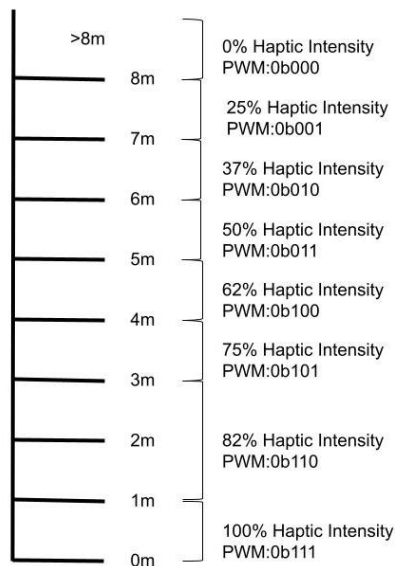 >8m
0% Haptic Intensity
PWM:0b000
8m
25% Haptic Intensity
PWM:0b001
7m
37% Haptic Intensity
PWM:0b010
6m
50% Haptic Intensity
PWM:0b011
5m
62% Haptic Intensity
PWM:0b100
4m
75% Haptic Intensity
PWM:0b101
3m
2m
82% Haptic Intensity
PWM:0b110
1m
100% Haptic Intensity
PWM:0b111
0m